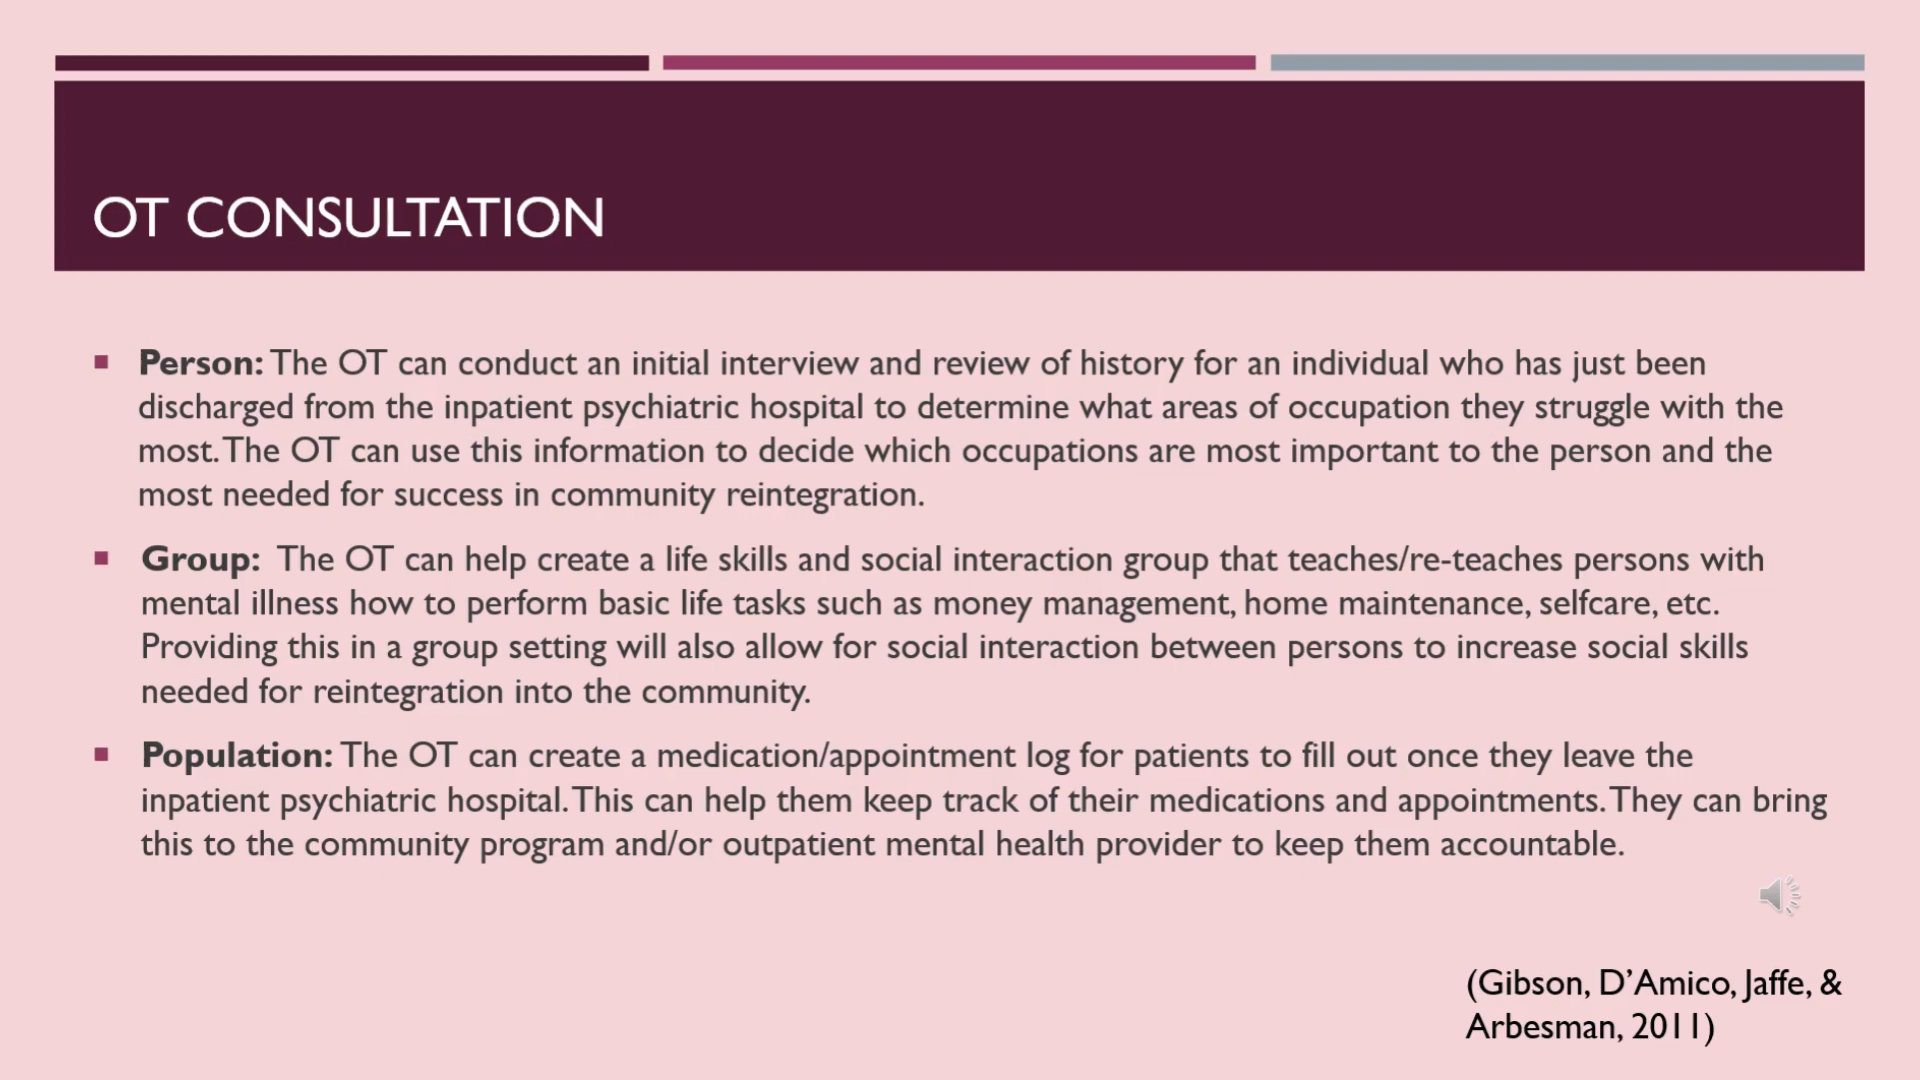 OT CONSULTATION
Person: The OT can conduct an initial interview and review of history for an individual who has just been
discharged from the inpatient psychiatric hospital to determine what areas of occupation they struggle with the
most. The OT can use this information to decide which occupations are most important to the person and the
most needed for success in community reintegration.
Group: The OT can help create a life skills and social interaction group that teaches/re-teaches persons with
mental illness how to perform basic life tasks such as money management, home maintenance, selfcare, etc.
Providing this in a group setting will also allow for social interaction between persons to increase social skills
needed for reintegration into the community.
Population: The OT can create a medication/appointment log for patients to fill out once they leave the
inpatient psychiatric hospital. This can help them keep track of their medications and appointments. They can bring
this to the community program and/or outpatient mental health provider to keep them accountable.
(Gibson, D’Amico, Jaffe, &
Arbesman, 2011)